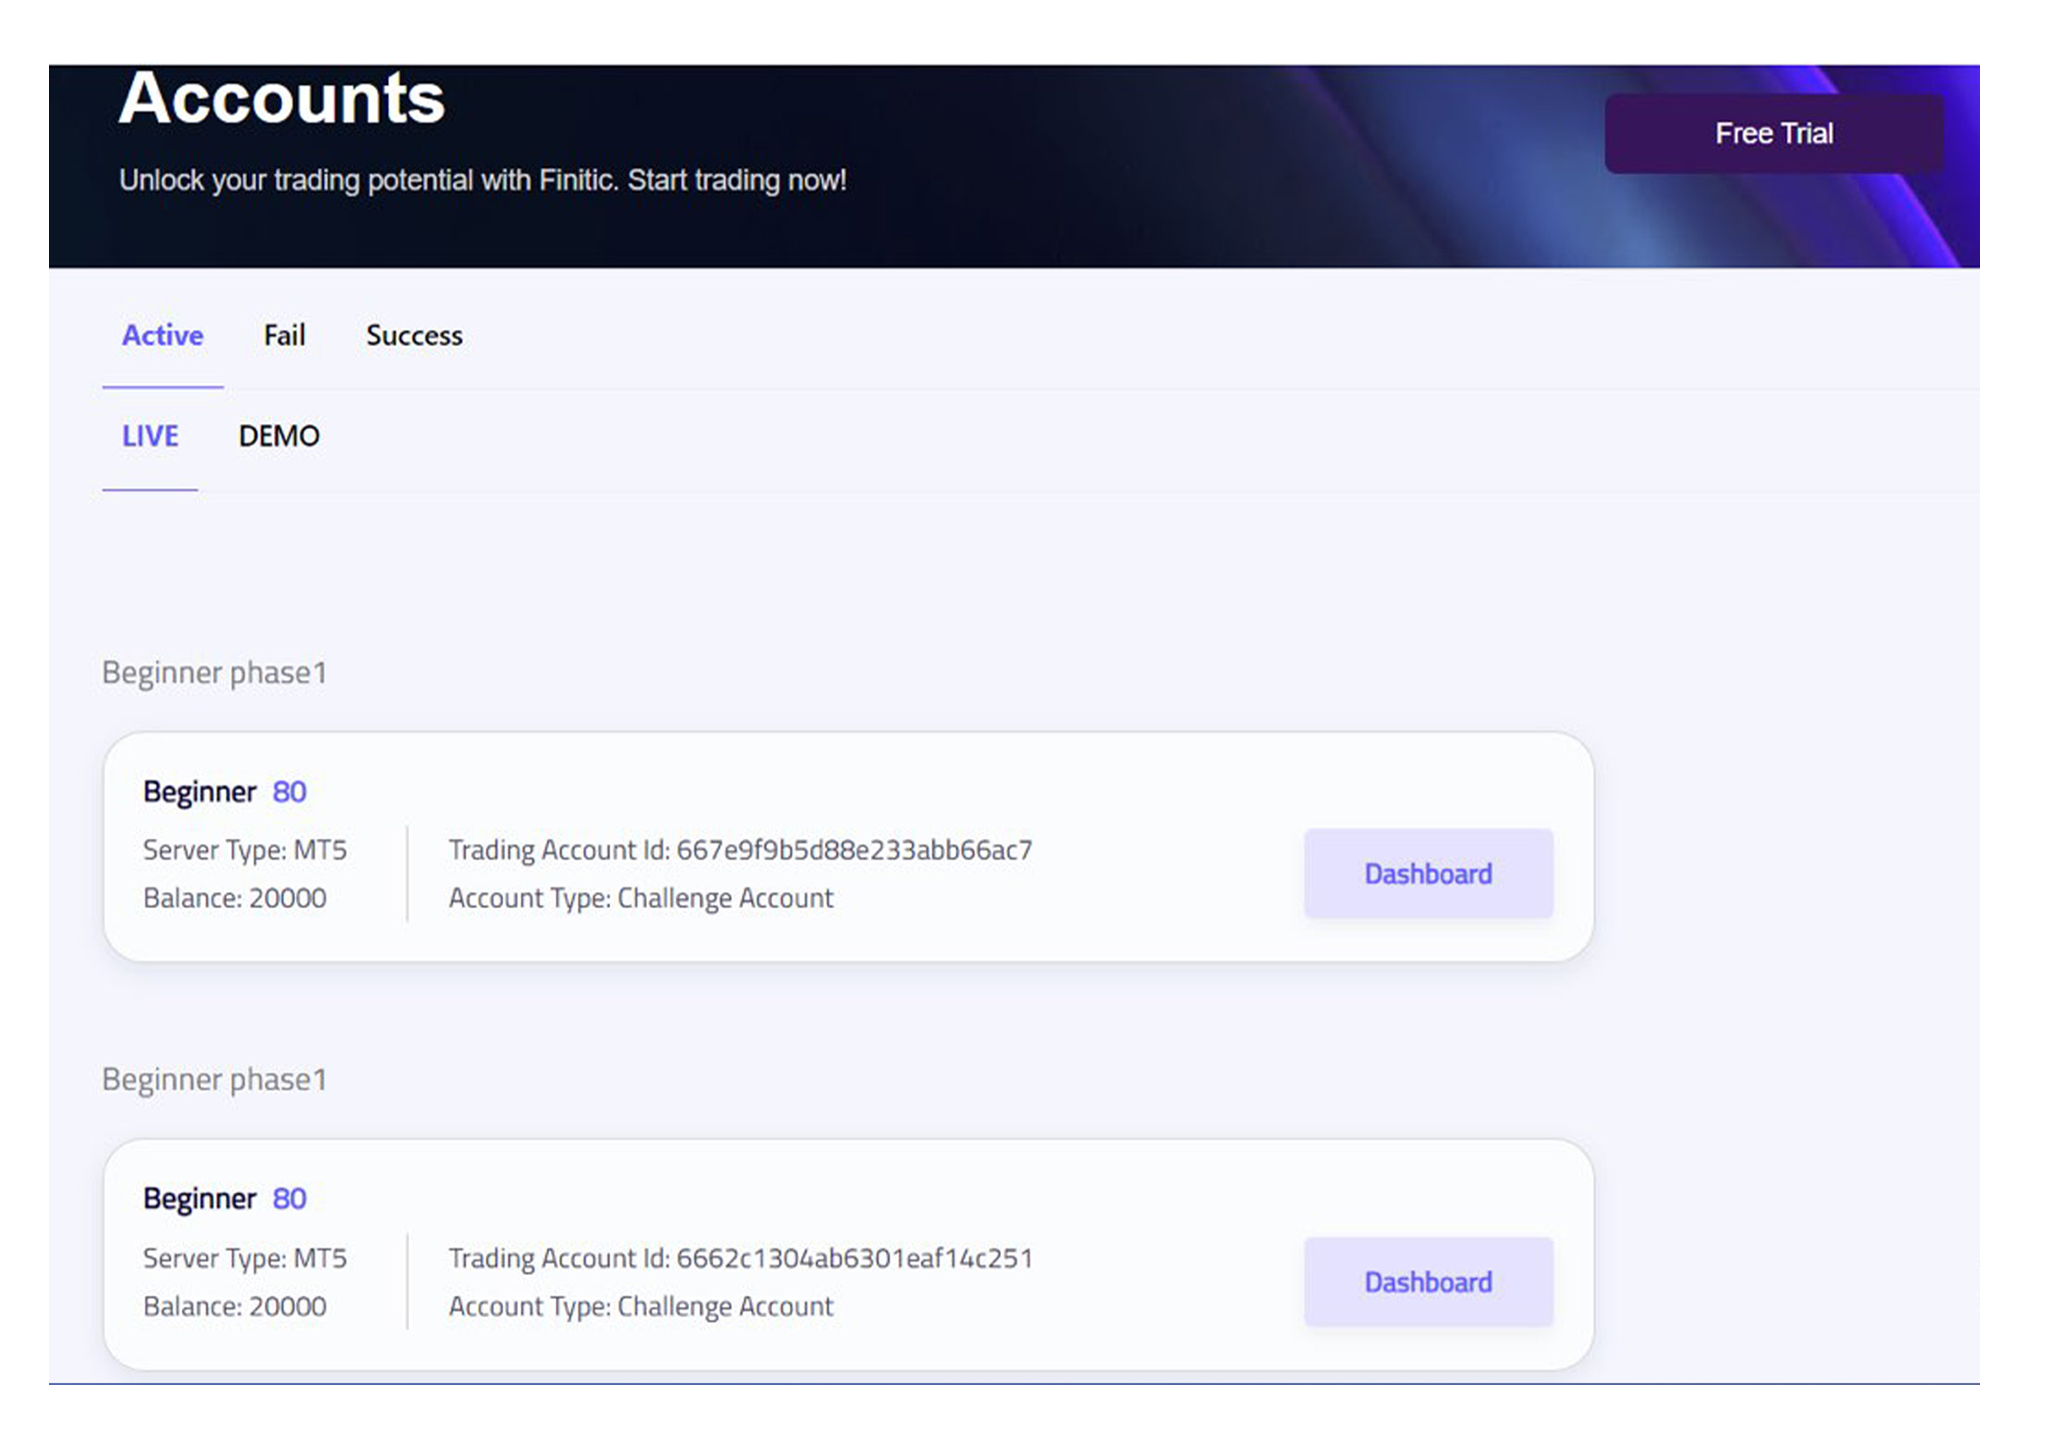 Accounts
Unlock your trading potential with Finitic. Start trading now!
Free Trial
Active Fail Success
LIVE DEMO
Beginner phase1
Beginner 80
Server Type: MT5
Balance: 20000
Trading Account Id: 667e9f9b5d88e233abb66ac7
Account Type: Challenge Account
Dashboard
Beginner phase1
Beginner 80
Server Type: MT5
Balance: 20000
Trading Account Id: 6662c1304ab6301eaf14c251
Account Type: Challenge Account
Dashboard